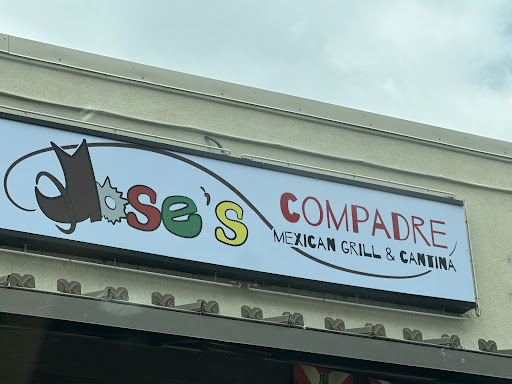 Jose's
COMPADRE
MEXICAN GRILL & CANTINA